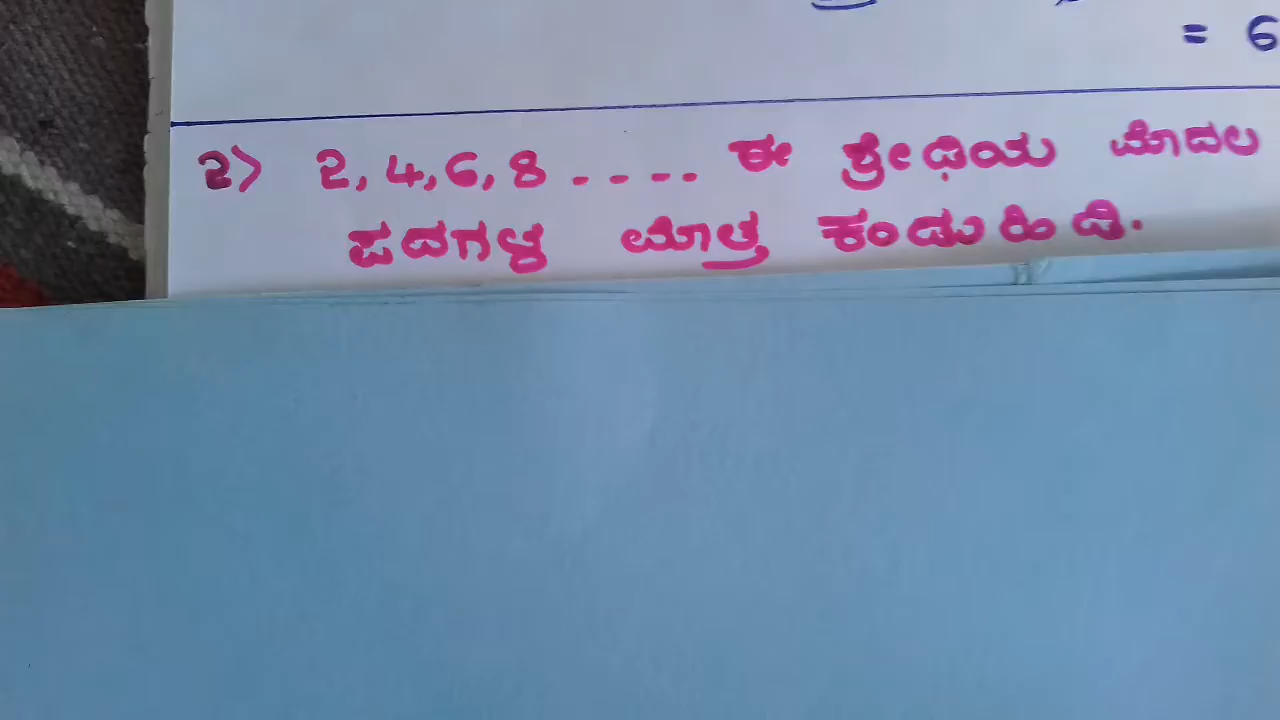 = 6
2) 2, 4, 6, 8 .... ಈ ಶ್ರೇಢಿಯ ಮೊದಲ
ಪದಗಳ ಮೊತ್ತ ಕಂಡುಹಿಡಿ.